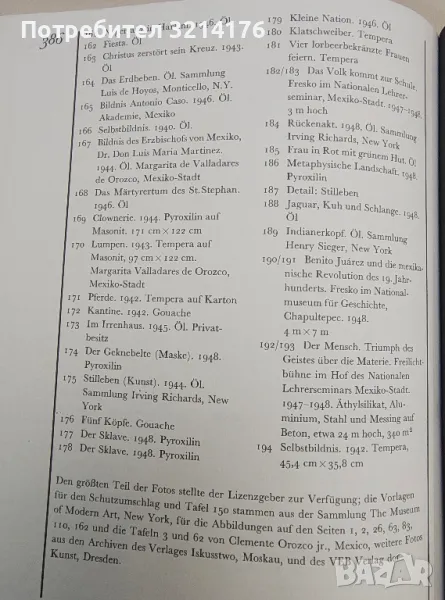 386
Öl
162 Fiesta. Öl.
163 Christus zerstört sein Kreuz. 1943.
Öl
164 Das Erdbeben. Öl. Sammlung
Luis de Hoyos, Monticello, N.Y.
165 Bildnis Antonio Caso. 1946. Öl.
Akademie, Mexiko
166 Selbstbildnis. 1940. Öl.
167 Bildnis des Erzbischofs von Mexiko,
Dr. Don Luis Maria Martinez.
1944. Öl. Margarita de Valladares
de Orozco, Mexiko-Stadt
168 Das Märtyrertum des St. Stephan.
1946. Öl
169 Clownerie. 1944. Pyroxilin auf
Masonit. 171 cm × 122 cm
170 Lumpen. 1943. Tempera auf
Masonit, 97 cm × 122 cm.
Margarita Valladares de Orozco,
Mexiko-Stadt
171 Pferde. 1942. Tempera auf Karton
172 Kantine. 1942. Gouache
173 Im Irrenhaus. 1945. Öl. Privat-
besitz
174 Der Geknebelte (Maske). 1948.
Pyroxilin
175 Stilleben (Kunst). 1944. Öl.
Sammlung Irving Richards, New
York
176 Fünf Köpfe. Gouache
177 Der Sklave. 1948. Pyroxilin
178 Der Sklave. 1948. Pyroxilin
179 Kleine Nation. 1946. Öl
180 Klatschweiber. Tempera
181 Vier lorbeerbekränzte Frauen
feiern. Tempera
182/183 Das Volk kommt zur Schule.
Fresko im Nationalen Lehrer-
seminar, Mexiko-Stadt. 1947-1948.
3 m hoch
184 Rückenakt. 1948. Öl. Sammlung
Irving Richards, New York
185 Frau in Rot mit grünem Hut. Öl
186 Metaphysische Landschaft. 1948.
Pyroxilin
187 Detail: Stilleben
188 Jaguar, Kuh und Schlange. 1948.
Öl
189 Indianerkopf. Öl. Sammlung
Henry Sieger, New York
190/191 Benito Juárez und die mexika-
nische Revolution des 19. Jahr-
hunderts. Fresko im National-
museum für Geschichte,
Chapultepec. 1948.
4 m × 7 m
192/193 Der Mensch. Triumph des
Geistes über die Materie. Freilicht-
bühne im Hof des Nationalen
Lehrerseminars Mexiko-Stadt.
1947-1948. Äthylsilikat, Alu-
minium, Stahl und Messing auf
Beton, etwa 24 m hoch, 340 m²
194 Selbstbildnis. 1942. Tempera,
45,4 cm × 35,8 cm
Den größten Teil der Fotos stellte der Lizenzgeber zur Verfügung; die Vorlagen
für den Schutzumschlag und Tafel 150 stammen aus der Sammlung The Museum
of Modern Art, New York, für die Abbildungen auf den Seiten 1, 2, 26, 63, 83,
110, 162 und die Tafeln 3 und 62 von Clemente Orozco jr., Mexico, weitere Fotos
aus den Archiven des Verlages Iskusstwo, Moskau, und des VEB Verlag der
Kunst, Dresden.
BAZAR